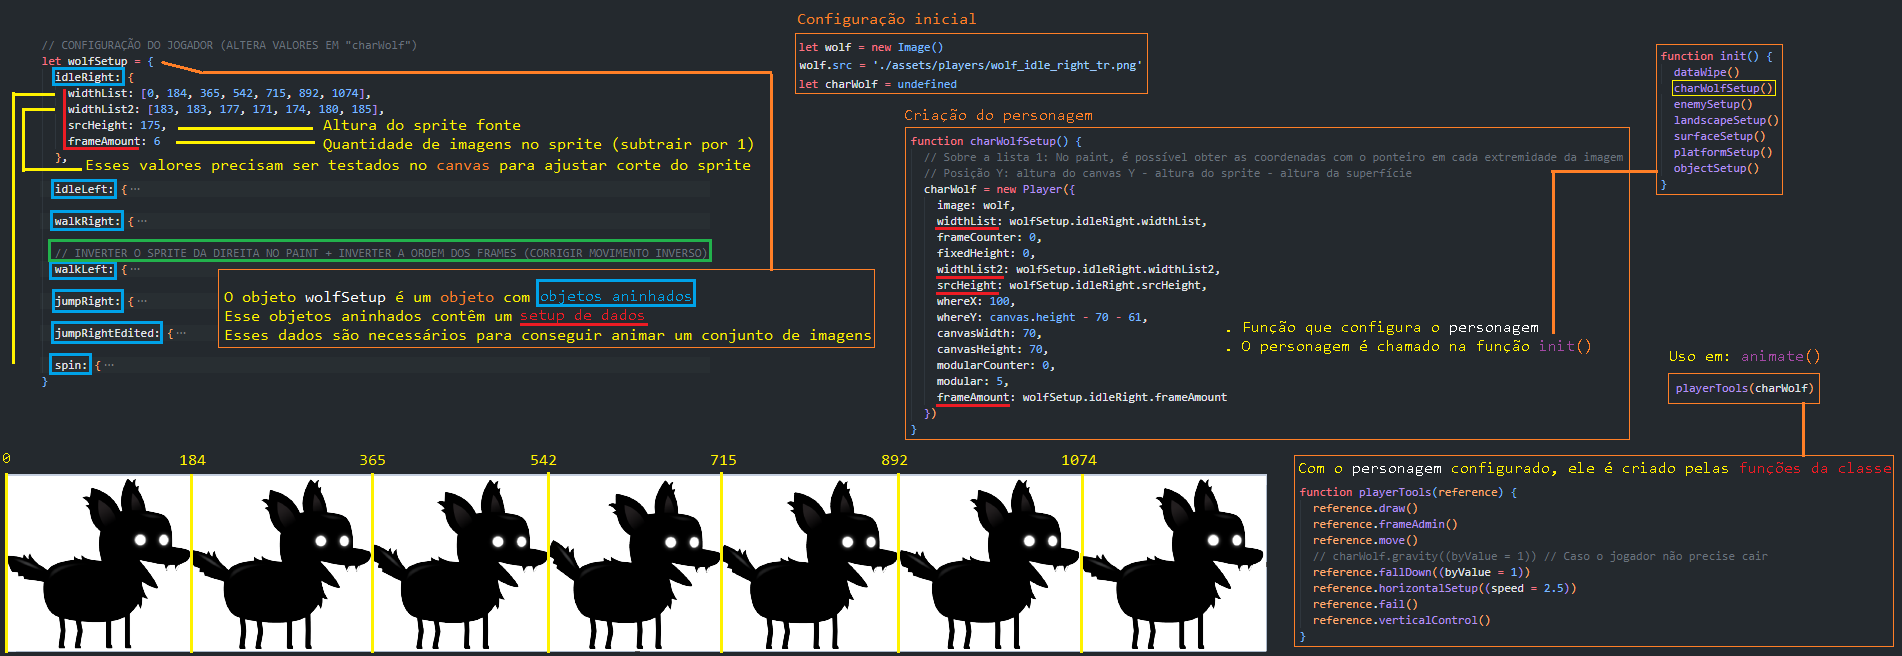 // CONFIGURAÇÃO DO JOGADOR (ALTERA VALORES EM "charWolf")
let wolfSetup = {
idleRight: {
widthList: [0, 184, 365, 542, 715, 892, 1074],
widthList2: [183, 183, 177, 171, 174, 180, 185],
srcHeight: 175,
Altura do sprite fonte
frameAmount: 6
Quantidade de imagens no sprite (subtrair por 1)
},
Esses valores precisam ser testados no canvas para ajustar corte do sprite
idleLeft: { ···
walkRight: { ···
// INVERTER O SPRITE DA DIREITA NO PAINT + INVERTER A ORDEM DOS FRAMES (CORRIGIR MOVIMENTO INVERSO)
walkLeft: { ···
jumpRight: { ···
jumpRightEdited: { ···
spin: { ···
}
O objeto wolfSetup é um objeto com objetos aninhados
Esse objetos aninhados contêm um setup de dados
Esses dados são necessários para conseguir animar um conjunto de imagens
Configuração inicial
let wolf = new Image()
wolf.src = './assets/players/wolf_idle_right_tr.png'
let charWolf = undefined
Criação do personagem
function charWolfSetup() {
// Sobre a lista 1: No paint, é possível obter as coordenadas com o ponteiro em cada extremidade da imagem
// Posição Y: altura do canvas Y - altura do sprite - altura da superfície
charWolf = new Player({
image: wolf,
widthList: wolfSetup.idleRight.widthList,
frameCounter: 0,
fixedHeight: 0,
widthList2: wolfSetup.idleRight.widthList2,
srcHeight: wolfSetup.idleRight.srcHeight,
whereX: 100,
whereY: canvas.height - 70 - 61,
canvasWidth: 70,
canvasHeight: 70,
modularCounter: 0,
modular: 5,
frameAmount: wolfSetup.idleRight.frameAmount
})
}
. Função que configura o personagem
. O personagem é chamado na função init()
function init() {
dataWipe()
charWolfSetup()
enemySetup()
landscapeSetup()
surfaceSetup()
platformSetup()
objectSetup()
}
Uso em: animate()
playerTools(charWolf)
Com o personagem configurado, ele é criado pelas funções da classe
function playerTools(reference) {
reference.draw()
reference.frameAdmin()
reference.move()
// charWolf.gravity((byValue = 1)) // Caso o jogador não precise cair
reference.fallDown((byValue = 1))
reference.horizontalSetup((speed = 2.5))
reference.fail()
reference.verticalControl()
}
0 184 365 542 715 892 1074